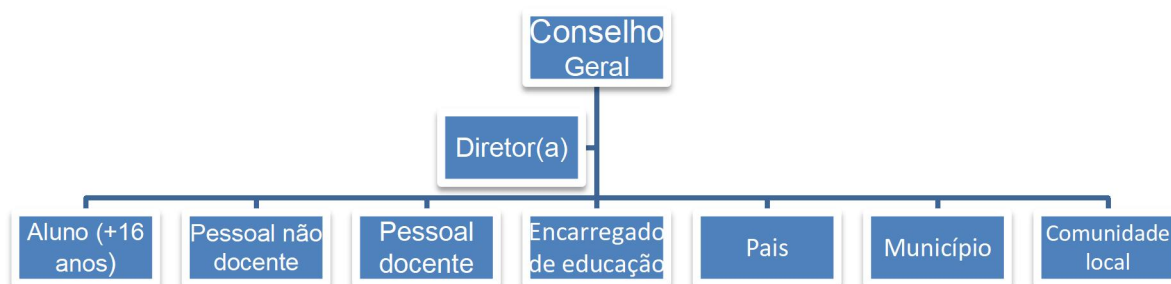 Conselho
Geral
Diretor(a)
Aluno (+16
anos)
Pessoal não
docente
Pessoal
docente
Encarregado
de educação
Pais
Município
Comunidade
local